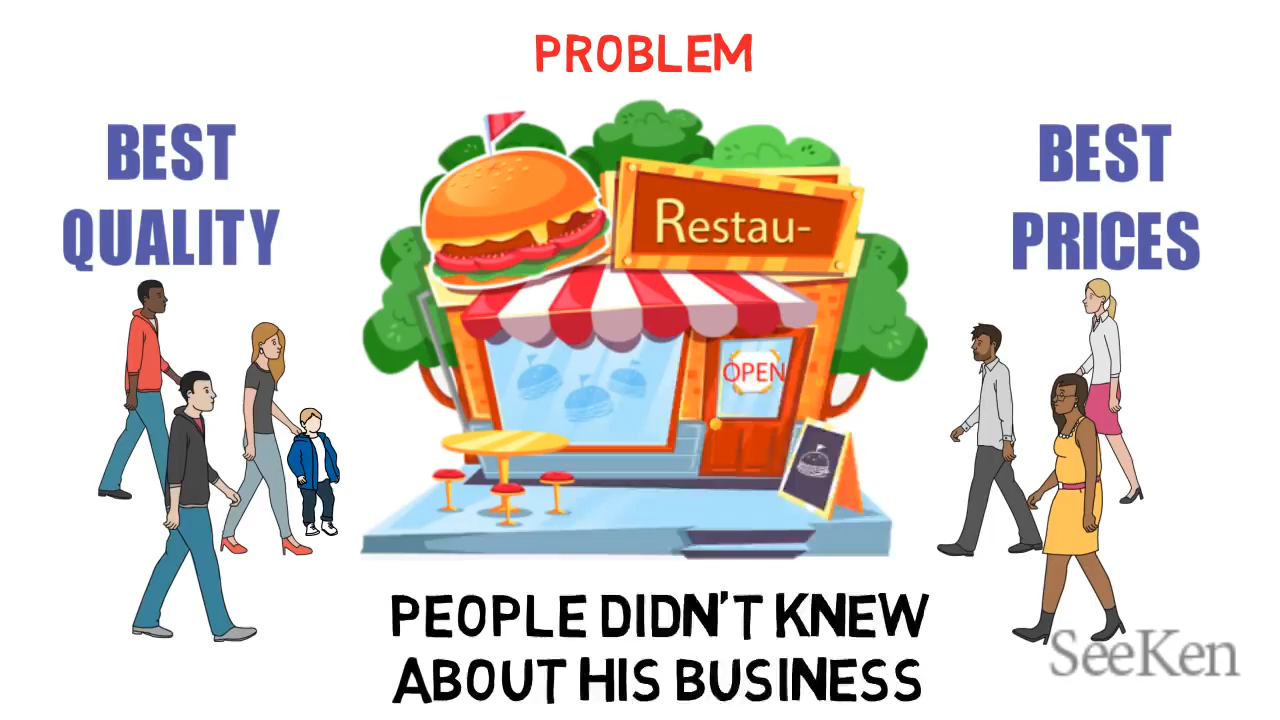 PROBLEM
BEST
QUALITY
BEST
PRICES
Restau-
OPEN
PEOPLE DIDN'T KNEW
ABOUT HIS BUSINESS
SeeKen